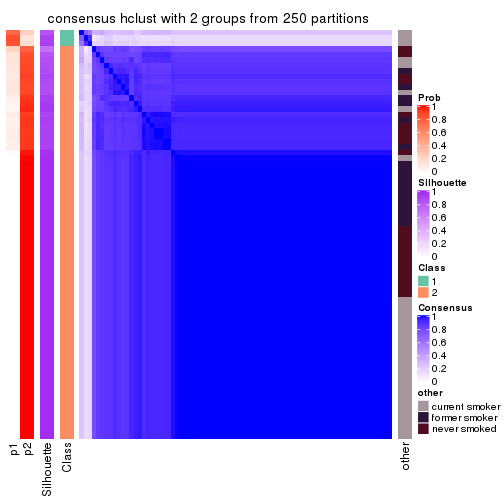 consensus hclust with 2 groups from 250 partitions
Prob
1
0.8
0.6
0.4
0.2
0
Silhouette
1
0.8
0.6
0.4
0.2
0
Class
1
2
Consensus
1
0.8
0.6
0.4
0.2
0
other
current smoker
former smoker
never smoked
p1
p2
Silhouette
Class
other